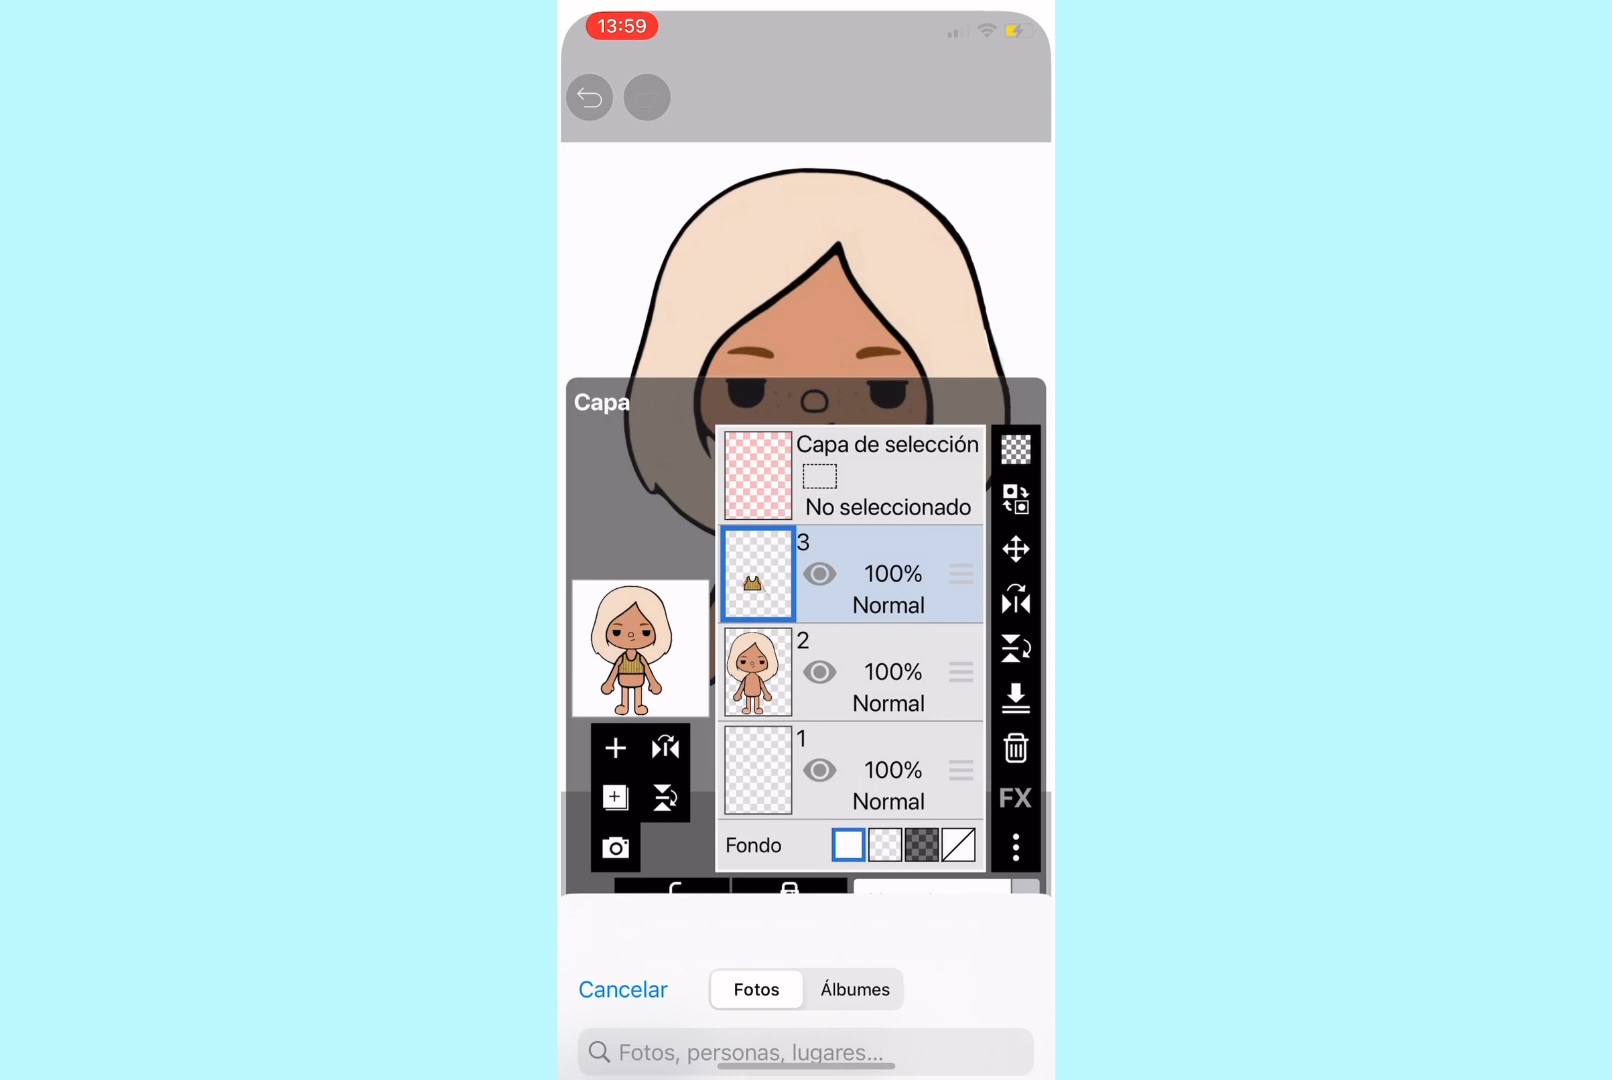 13:59
Capa
Capa de selección
No seleccionado
3
100%
Normal
2
100%
Normal
1
100%
Normal
FX
Fondo
Cancelar
Fotos
Álbumes
Fotos, personas, lugares...